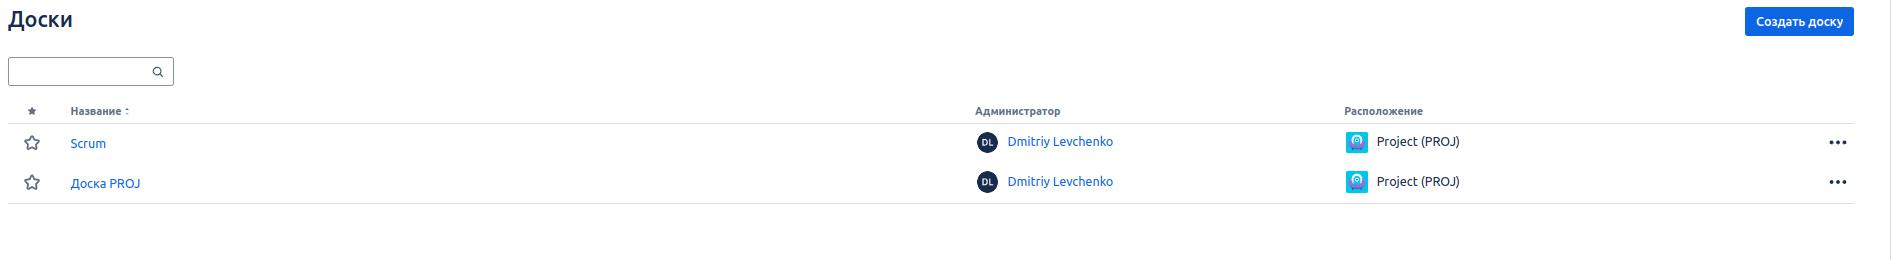 Доски
Создать доску
Название Администратор Расположение
Scrum DL Dmitriy Levchenko Project (PROJ)
Доска PROJ DL Dmitriy Levchenko Project (PROJ)